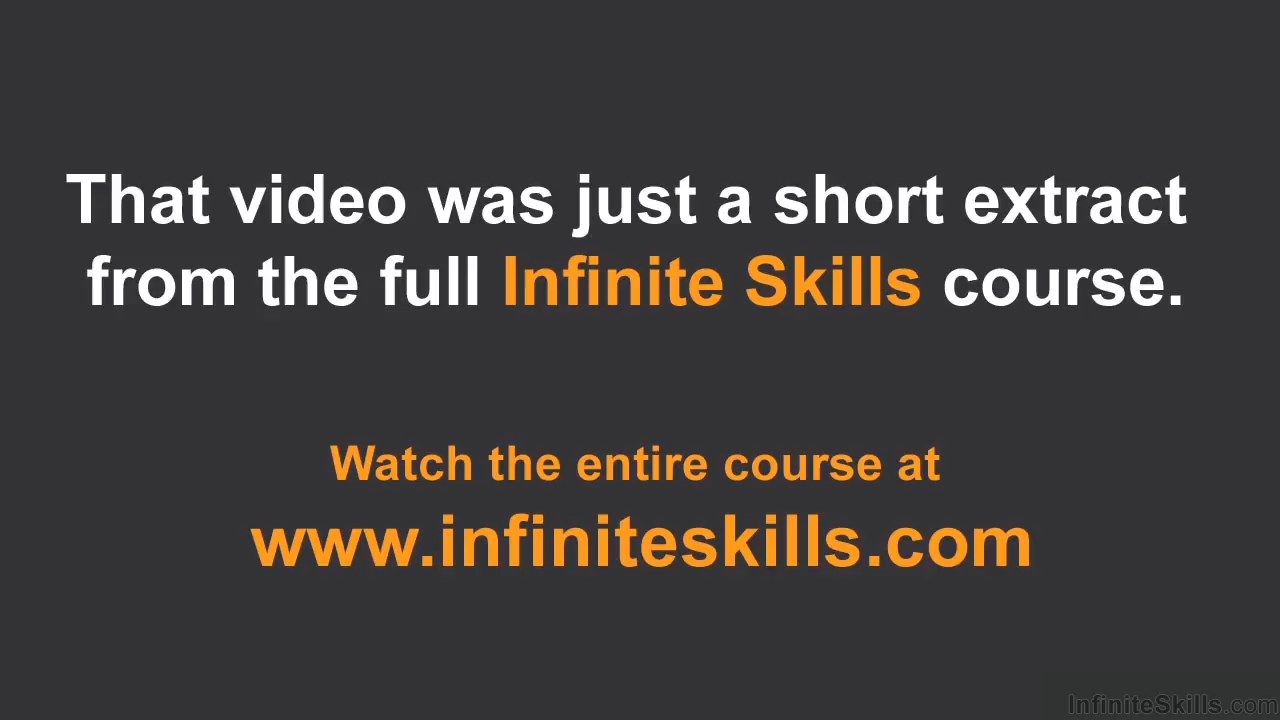 That video was just a short extract
from the full Infinite Skills course.
Watch the entire course at
www.infiniteskills.com
InfiniteSkills.com